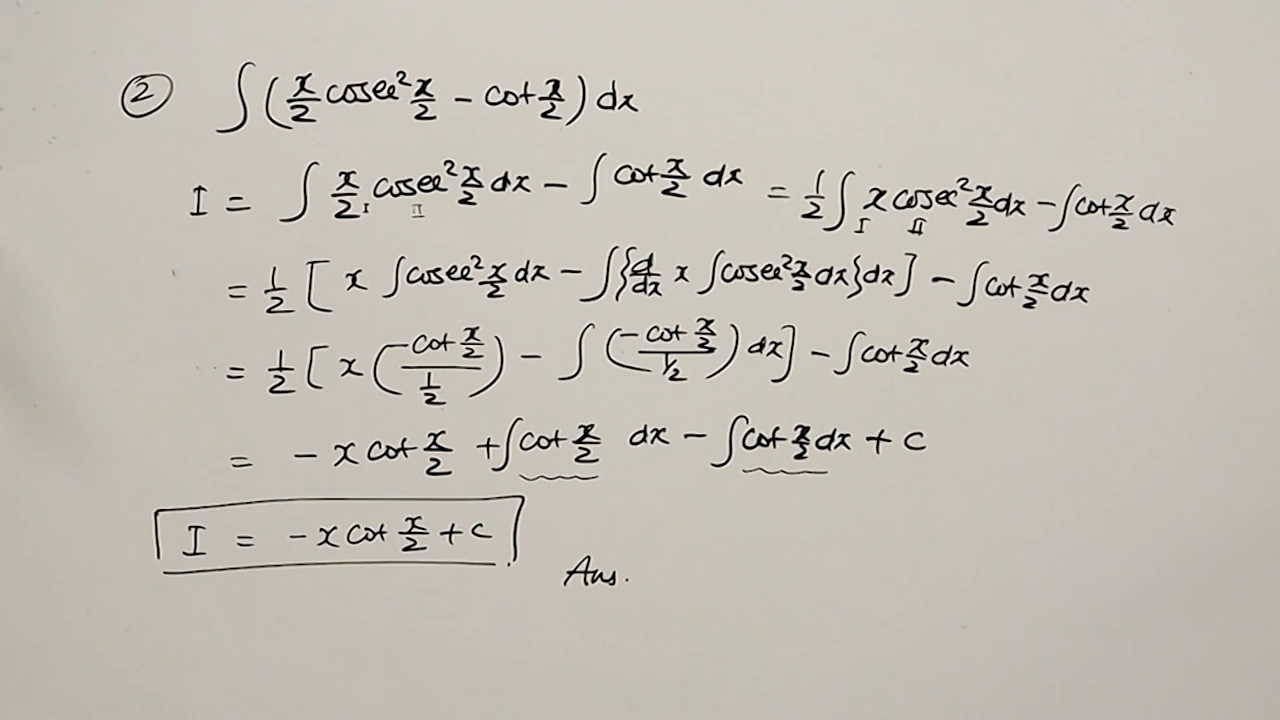 ② ∫(x/2 cosec² x/2 − cot x/2) dx
I = ∫ x/2 cosec² x/2 dx − ∫ cot x/2 dx = 1/2 ∫ x cosec² x/2 dx − ∫ cot x/2 dx
I II I II
= 1/2 [ x ∫cosec² x/2 dx − ∫{d/dx x ∫cosec² x/2 dx}dx ] − ∫cot x/2 dx
= 1/2 [ x ( −cot x/2 / 1/2 ) − ∫ ( −cot x/2 / 1/2 ) dx ] − ∫cot x/2 dx
= − x cot x/2 + ∫cot x/2 dx − ∫cot x/2 dx + c
I = − x cot x/2 + c
Ans.